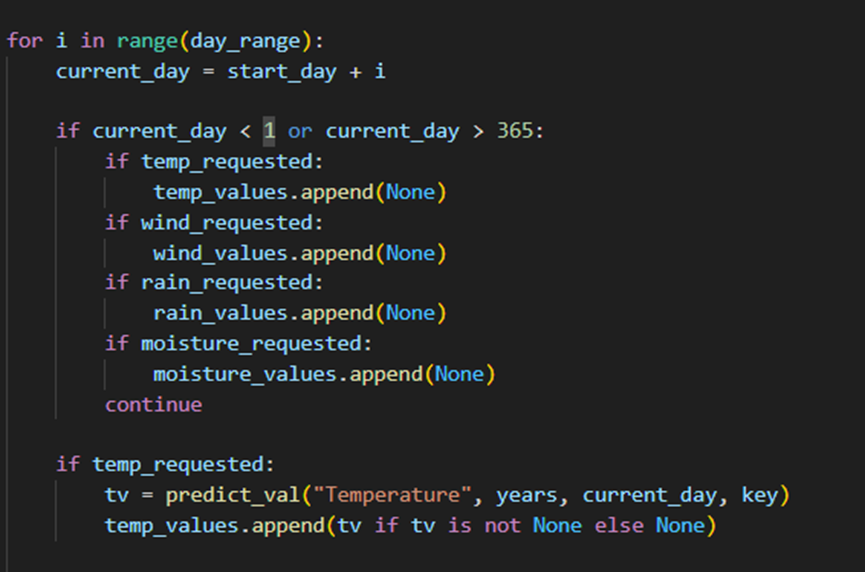 for i in range(day_range):
    current_day = start_day + i
    if current_day < 1 or current_day > 365:
        if temp_requested:
            temp_values.append(None)
        if wind_requested:
            wind_values.append(None)
        if rain_requested:
            rain_values.append(None)
        if moisture_requested:
            moisture_values.append(None)
        continue
    if temp_requested:
        tv = predict_val("Temperature", years, current_day, key)
        temp_values.append(tv if tv is not None else None)